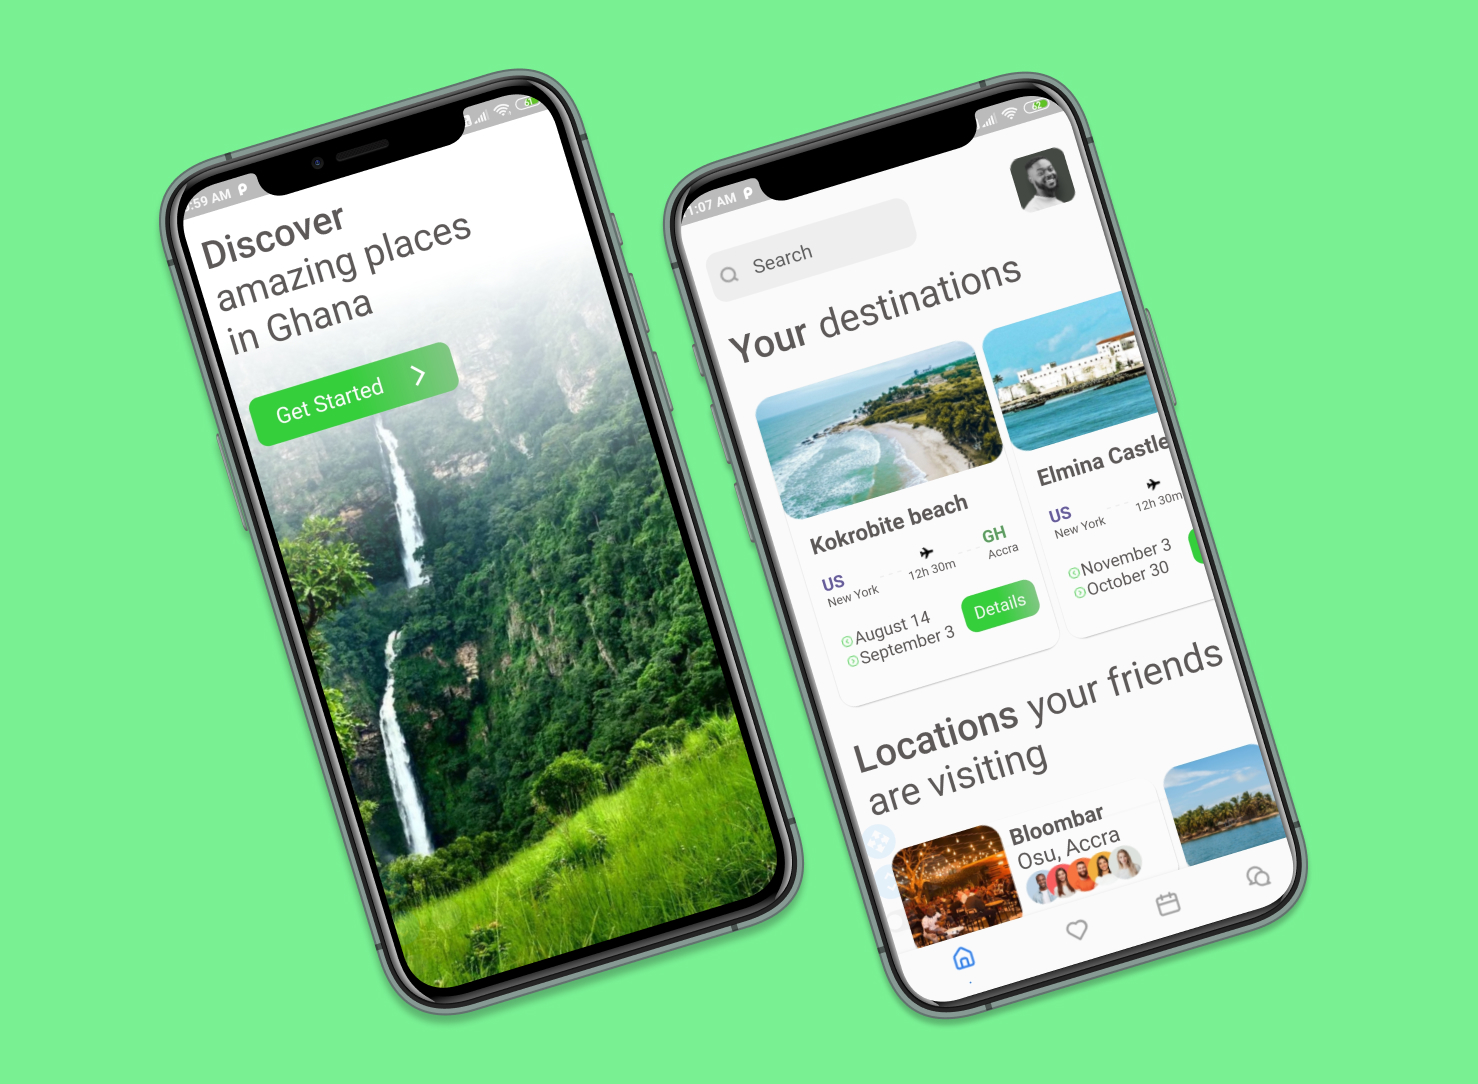 :59 AM
61
Discover
amazing places
in Ghana
Get Started
1:07 AM
62
Search
Your destinations
Kokrobite beach
US
New York
12h 30m
GH
Accra
August 14
September 3
Details
Elmina Castle
US
New York
12h 30m
November 3
October 30
Locations your friends
are visiting
Bloombar
Osu, Accra